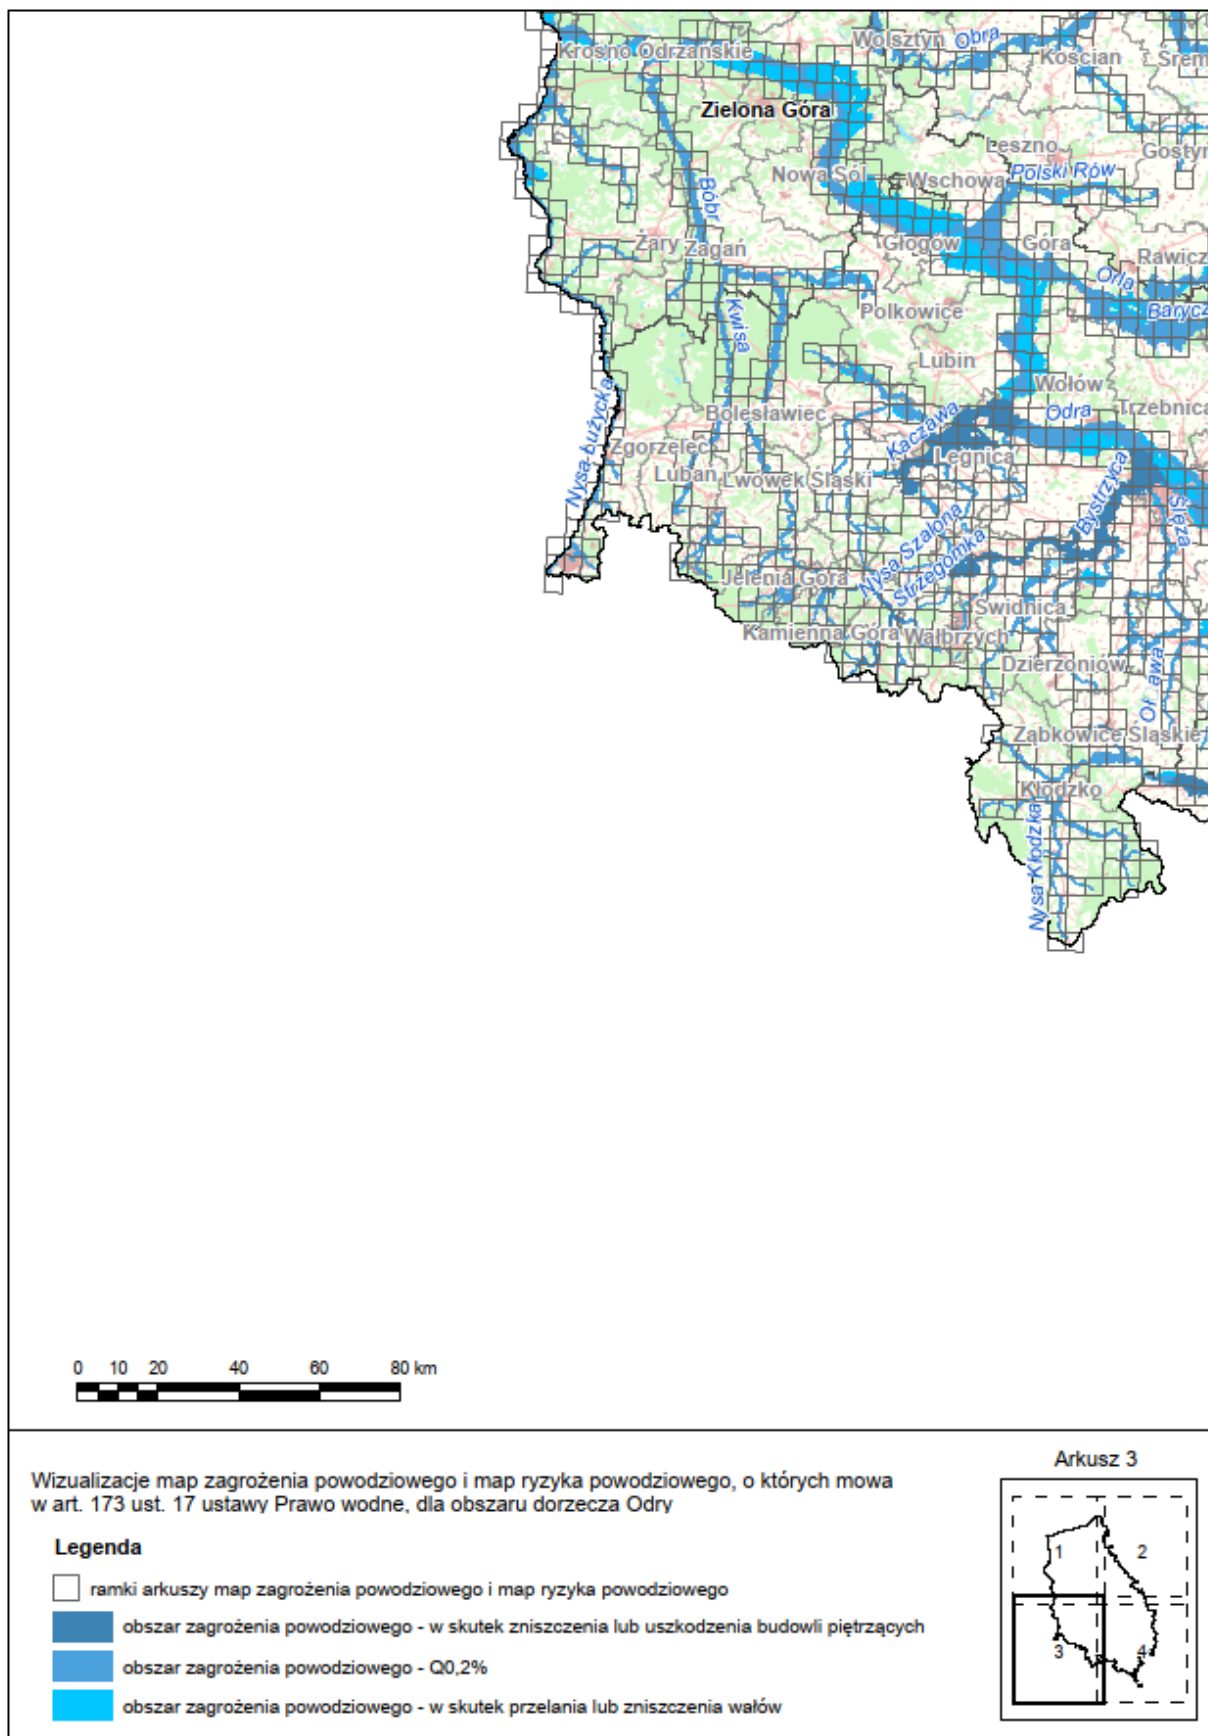 Wolsztyn
Obra
Krosno Odrzańskie
Kościan
Śrem
Zielona Góra
Leszno
Gostyń
Nowa Sól
Wschowa
Polski Rów
Bóbr
Żary
Żagań
Głogów
Góra
Rawicz
Orla
Barycz
Kwisa
Polkowice
Lubin
Wołów
Nysa Łużycka
Bolesławiec
Kaczawa
Odra
Trzebnica
Zgorzelec
Legnica
Lubań
Lwówek Śląski
Bystrzyca
Ślęza
Nysa Szalona
Strzegomka
Jelenia Góra
Świdnica
Kamienna Góra
Wałbrzych
Dzierżoniów
Oława
Ząbkowice Śląskie
Kłodzko
Nysa Kłodzka
0 10 20 40 60 80 km
Arkusz 3
Wizualizacje map zagrożenia powodziowego i map ryzyka powodziowego, o których mowa
w art. 173 ust. 17 ustawy Prawo wodne, dla obszaru dorzecza Odry
Legenda
ramki arkuszy map zagrożenia powodziowego i map ryzyka powodziowego
obszar zagrożenia powodziowego - w skutek zniszczenia lub uszkodzenia budowli piętrzących
obszar zagrożenia powodziowego - Q0,2%
obszar zagrożenia powodziowego - w skutek przelania lub zniszczenia wałów
1
2
3
4